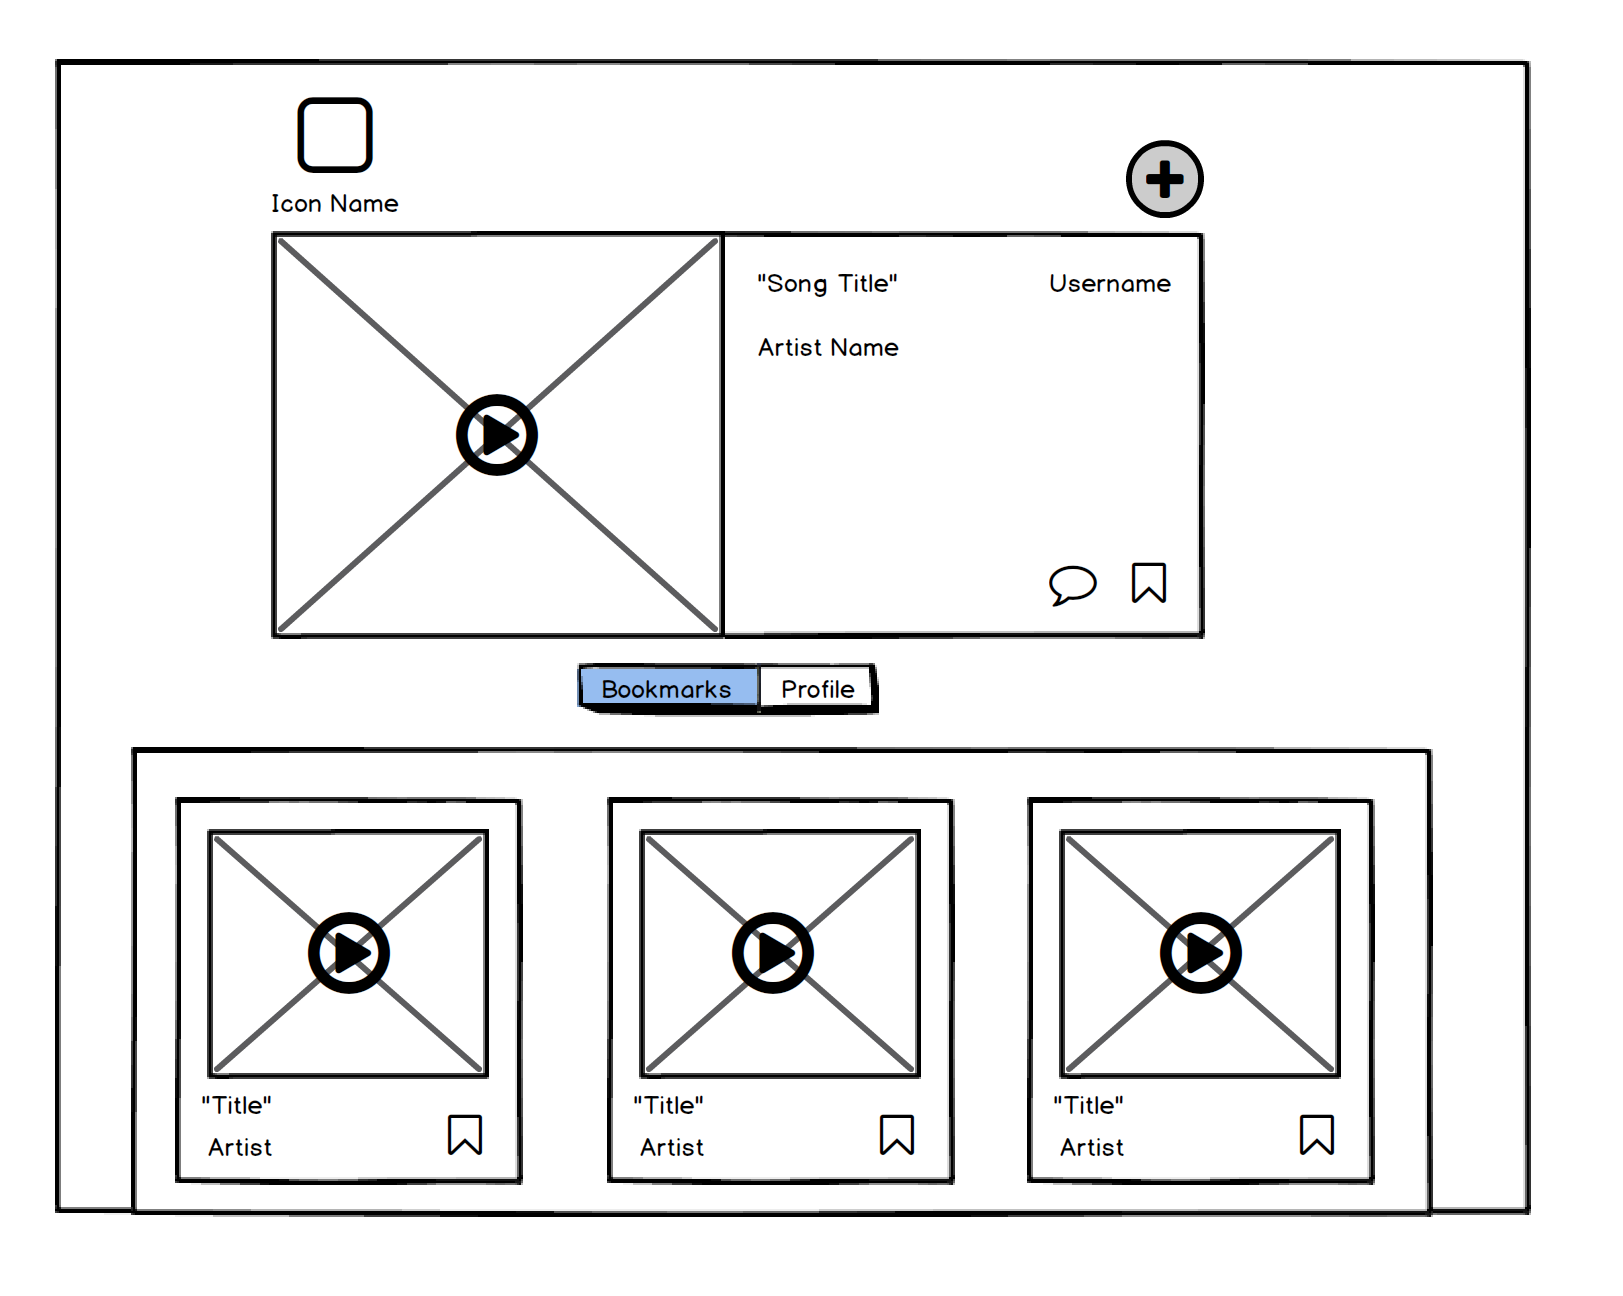 Icon Name
"Song Title"
Username
Artist Name
Bookmarks
Profile
"Title"
Artist
"Title"
Artist
"Title"
Artist